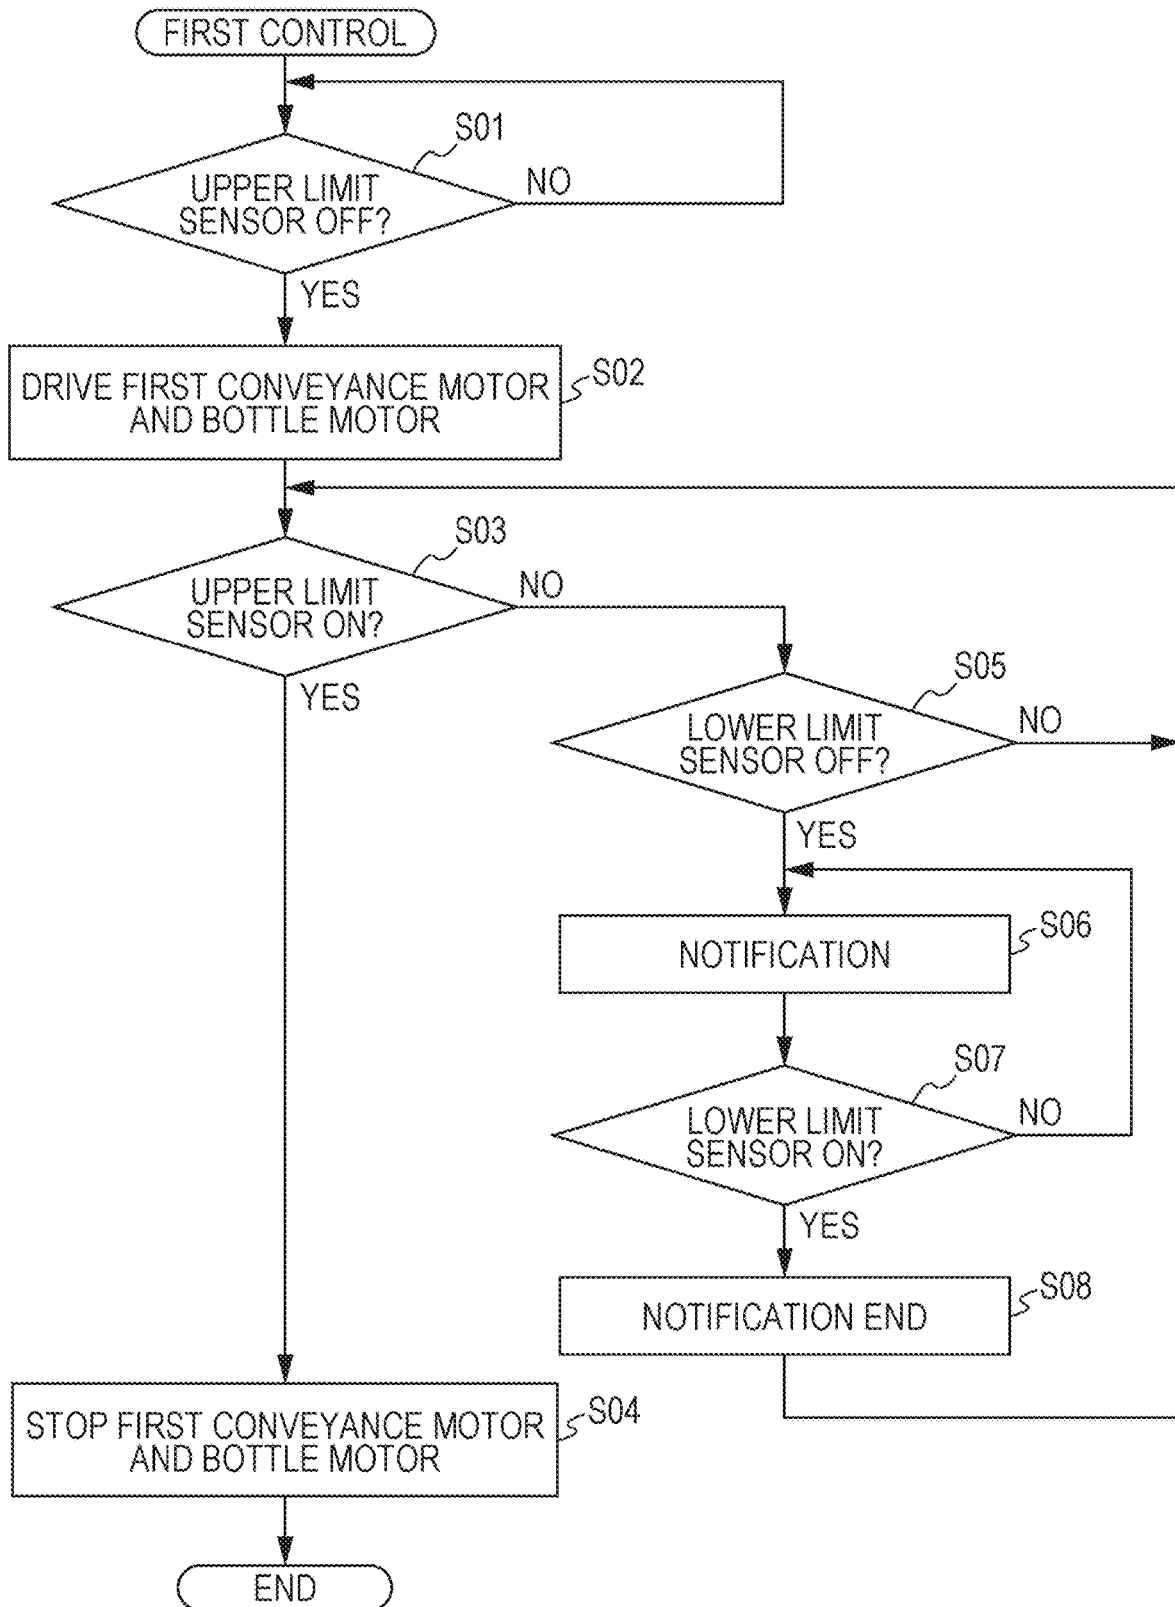 FIRST CONTROL
S01
UPPER LIMIT
SENSOR OFF?
NO
YES
DRIVE FIRST CONVEYANCE MOTOR
AND BOTTLE MOTOR
S02
S03
UPPER LIMIT
SENSOR ON?
NO
YES
S05
LOWER LIMIT
SENSOR OFF?
NO
YES
NOTIFICATION
S06
S07
LOWER LIMIT
SENSOR ON?
NO
YES
NOTIFICATION END
S08
STOP FIRST CONVEYANCE MOTOR
AND BOTTLE MOTOR
S04
END